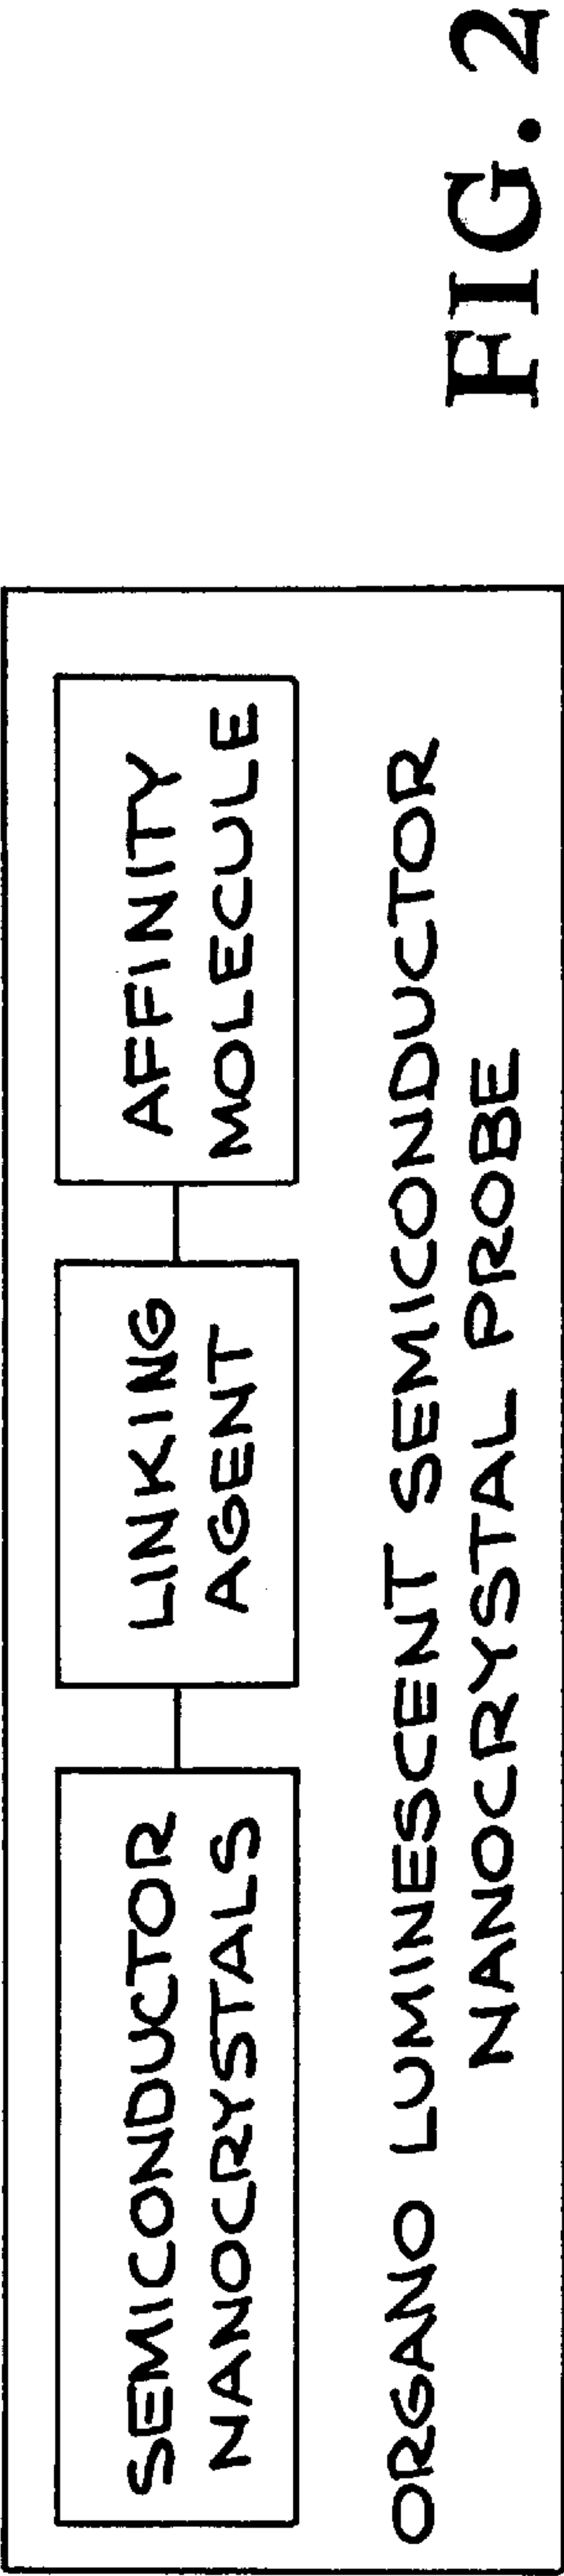 SEMICONDUCTOR
NANOCRYSTALS
LINKING
AGENT
AFFINITY
MOLECULE
ORGANO LUMINESCENT SEMICONDUCTOR
NANOCRYSTAL PROBE
FIG. 2